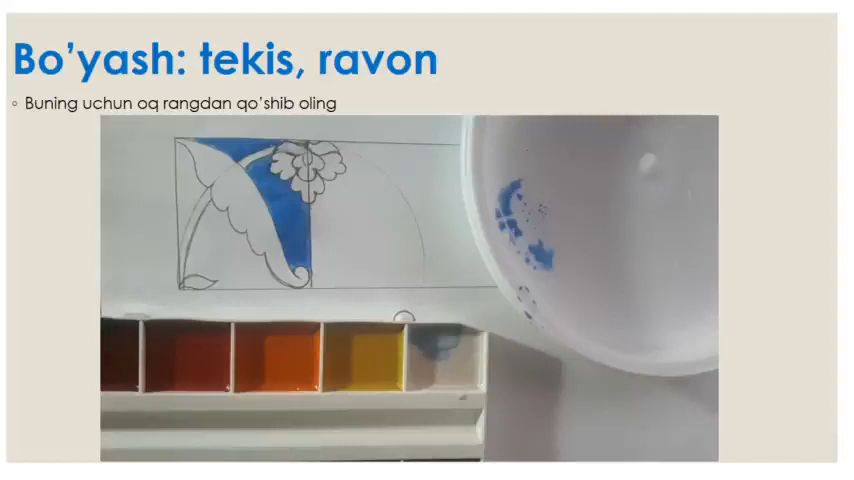 Bo’yash: tekis, ravon
Buning uchun oq rangdan qo’shib oling